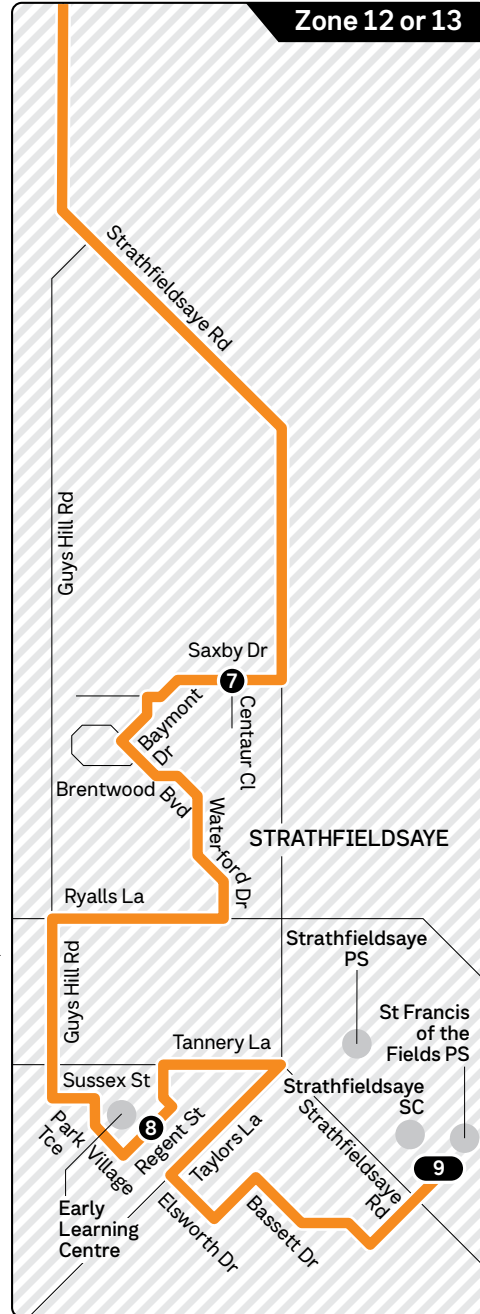 Zone 12 or 13
Strathfieldsaye Rd
Guys Hill Rd
Saxby Dr
7
Centaur Cl
Baymont
Dr
Brentwood Bvd
Waterford Dr
STRATHFIELDSAYE
Ryalls La
Strathfieldsaye
PS
Guys Hill Rd
St Francis
of the
Fields PS
Tannery La
Sussex St
Strathfieldsaye
SC
8
Regent St
Taylors La
Strathfieldsaye
Rd
9
Park Village
Tce
Elsworth Dr
Bassett Dr
Early
Learning
Centre